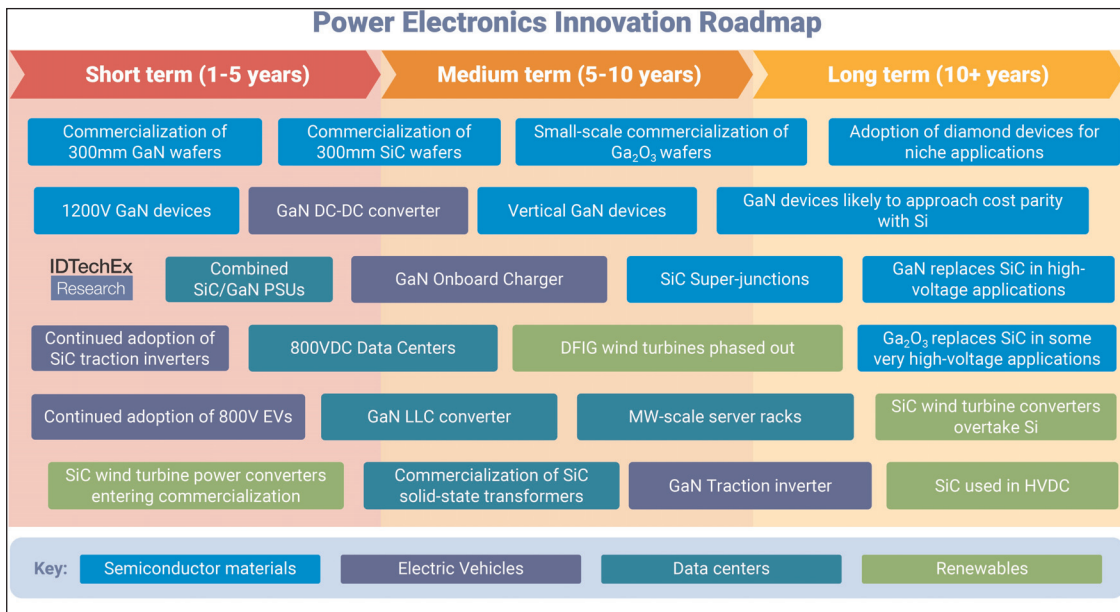 Power Electronics Innovation Roadmap
Short term (1-5 years)
Medium term (5-10 years)
Long term (10+ years)
Commercialization of
300mm GaN wafers
Commercialization of
300mm SiC wafers
Small-scale commercialization of
Ga₂O₃ wafers
Adoption of diamond devices for
niche applications
1200V GaN devices
GaN DC-DC converter
Vertical GaN devices
GaN devices likely to approach cost parity
with Si
IDTechEx
Research
Combined
SiC/GaN PSUs
GaN Onboard Charger
SiC Super-junctions
GaN replaces SiC in high-
voltage applications
Continued adoption of
SiC traction inverters
800VDC Data Centers
DFIG wind turbines phased out
Ga₂O₃ replaces SiC in some
very high-voltage applications
Continued adoption of 800V EVs
GaN LLC converter
MW-scale server racks
SiC wind turbine converters
overtake Si
SiC wind turbine power converters
entering commercialization
Commercialization of SiC
solid-state transformers
GaN Traction inverter
SiC used in HVDC
Key:
Semiconductor materials
Electric Vehicles
Data centers
Renewables